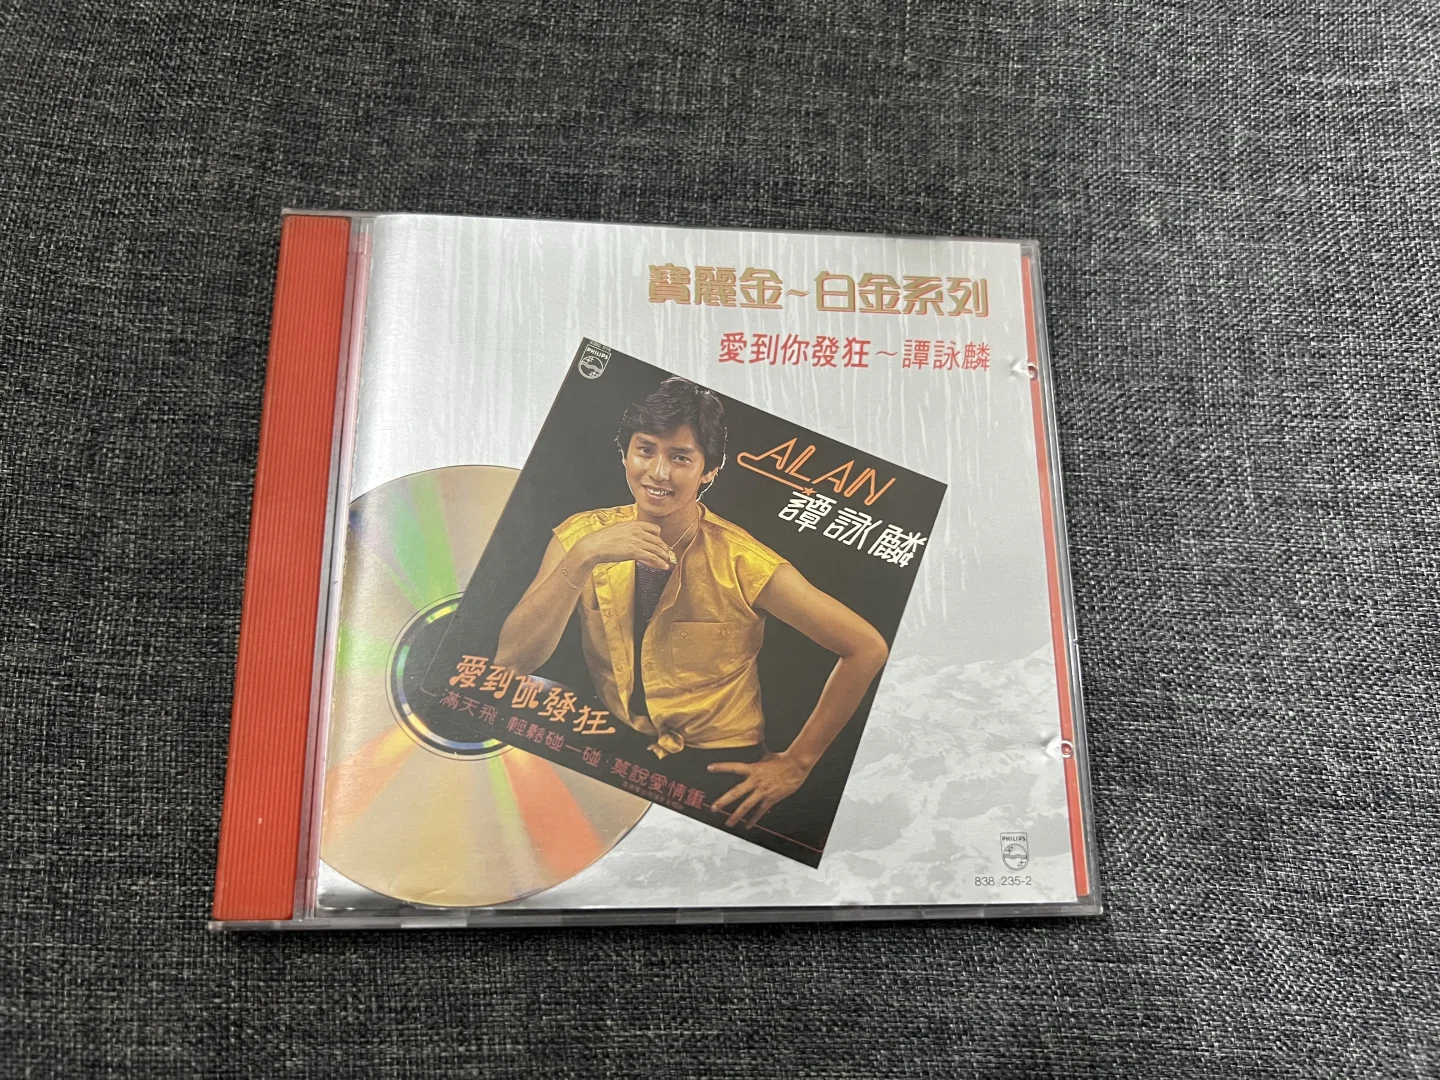 寶麗金~白金系列
愛到你發狂~譚詠麟
PHILIPS
ALAN
譚詠麟
愛到你發狂
滿天飛·輕鬆碰一碰·莫說愛情重
PHILIPS
838 235-2